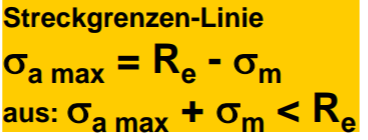 Streckgrenzen-Linie
σa max = Re - σm
aus: σa max + σm < Re